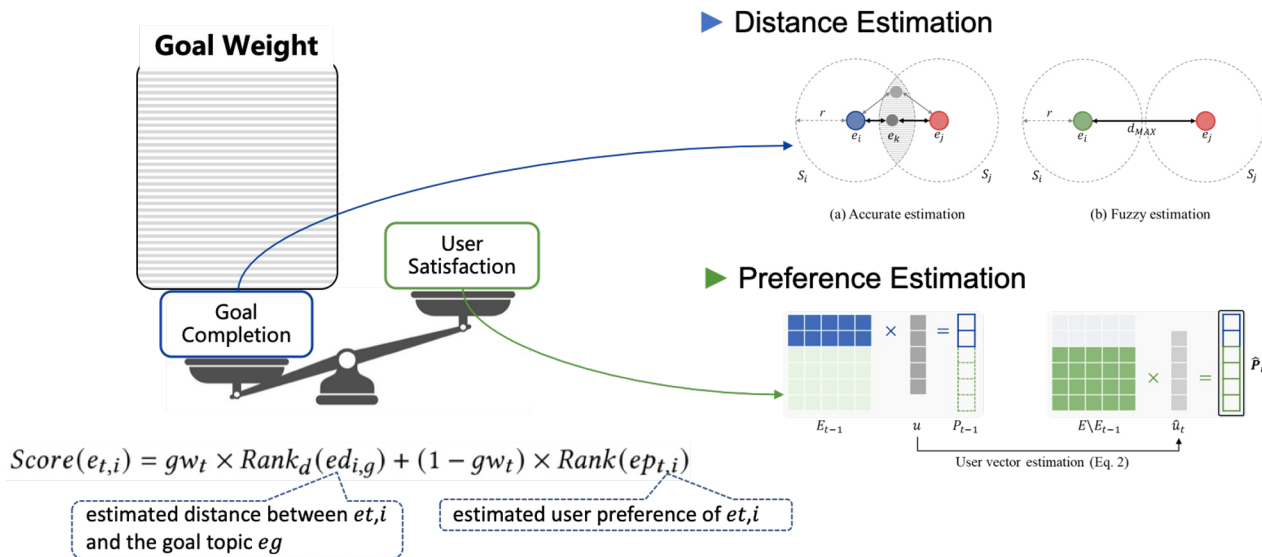 Goal Weight
Goal
Completion
User
Satisfaction
Distance Estimation
r
e_i
e_k
e_j
S_i
S_j
(a) Accurate estimation
r
e_i
d_{MAX}
e_j
S_i
S_j
(b) Fuzzy estimation
Preference Estimation
×
=
E_{t−1}
u
P_{t−1}
×
=
P̂_t
E\E_{t−1}
û_t
User vector estimation (Eq. 2)
Score(e_{t,i}) = gw_t × Rank_d(ed_{i,g}) + (1 − gw_t) × Rank(ep_{t,i})
estimated distance between et,i
and the goal topic eg
estimated user preference of et,i